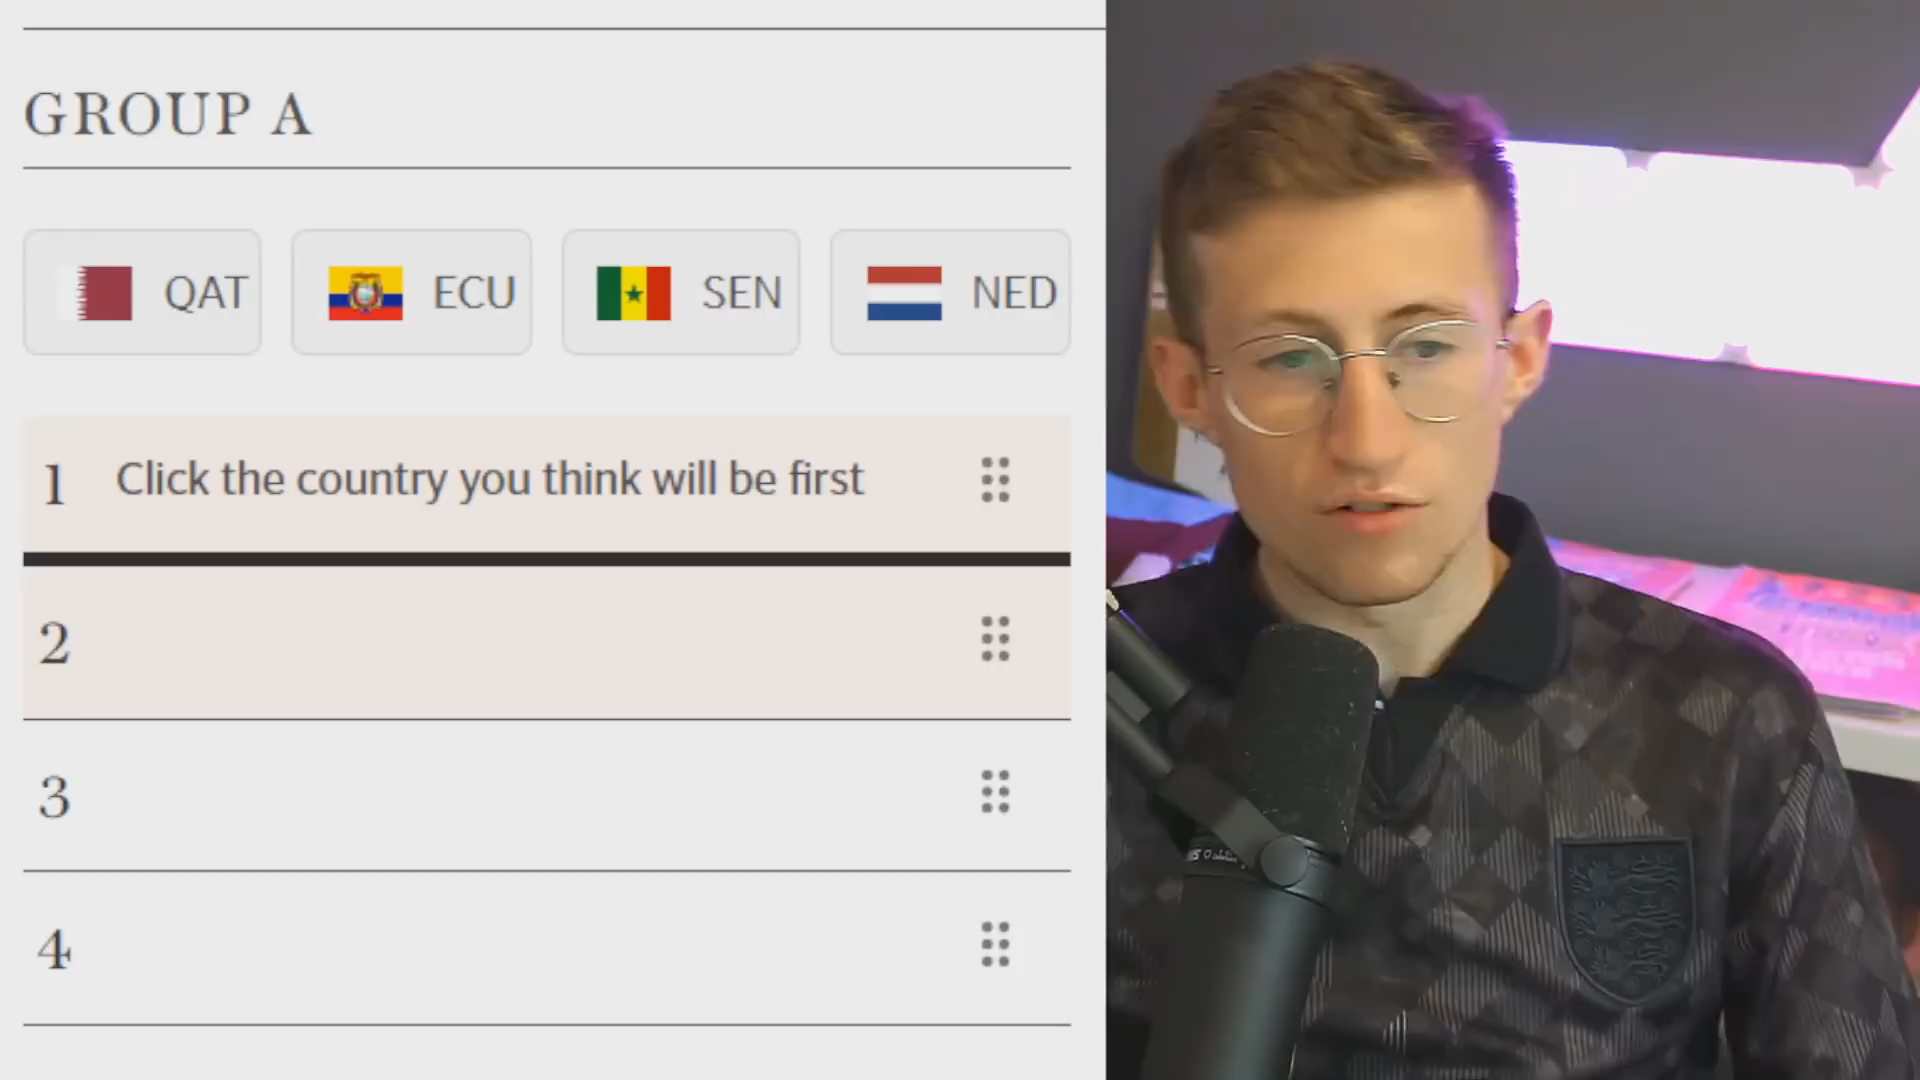 GROUP A
QAT ECU SEN NED
1 Click the country you think will be first
2
3
4